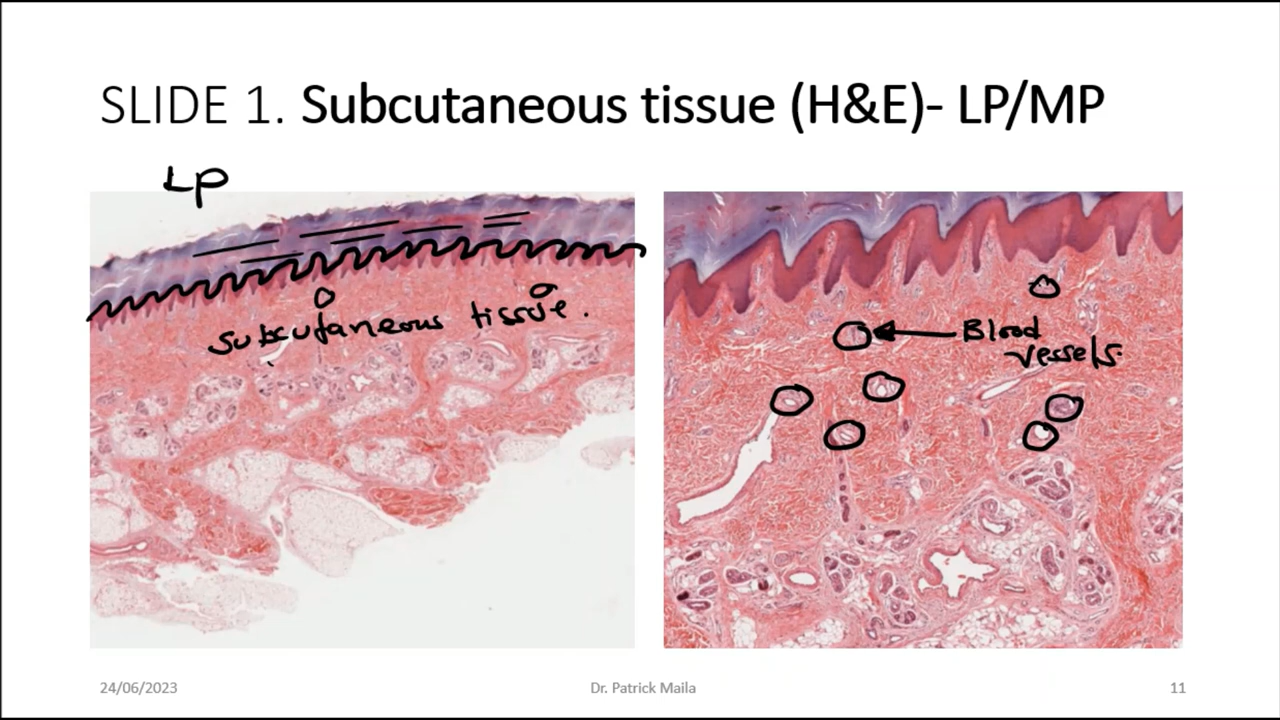 SLIDE 1. Subcutaneous tissue (H&E)- LP/MP
LP
subcutaneous tissue.
Blood
vessels.
24/06/2023
Dr. Patrick Maila
11